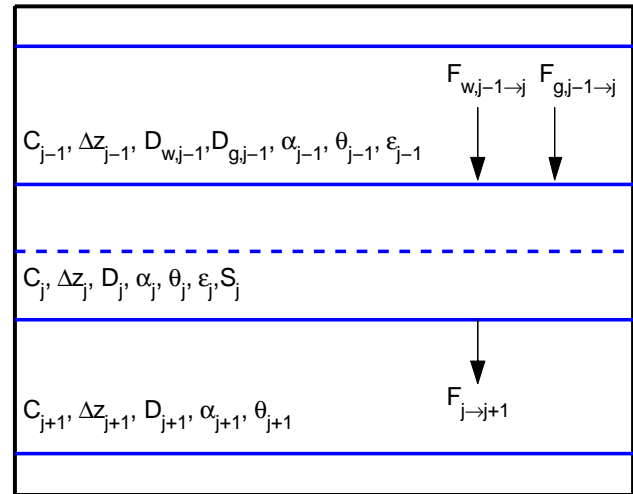 F_{w,j−1→j} F_{g,j−1→j}
C_{j−1}, Δz_{j−1}, D_{w,j−1},D_{g,j−1}, α_{j−1}, θ_{j−1}, ε_{j−1}
C_j, Δz_j, D_j, α_j, θ_j, ε_j,S_j
F_{j→j+1}
C_{j+1}, Δz_{j+1}, D_{j+1}, α_{j+1}, θ_{j+1}